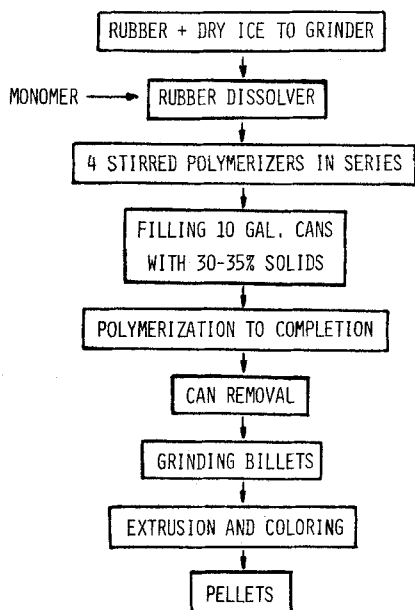 RUBBER + DRY ICE TO GRINDER
MONOMER
RUBBER DISSOLVER
4 STIRRED POLYMERIZERS IN SERIES
FILLING 10 GAL. CANS
WITH 30-35% SOLIDS
POLYMERIZATION TO COMPLETION
CAN REMOVAL
GRINDING BILLETS
EXTRUSION AND COLORING
PELLETS